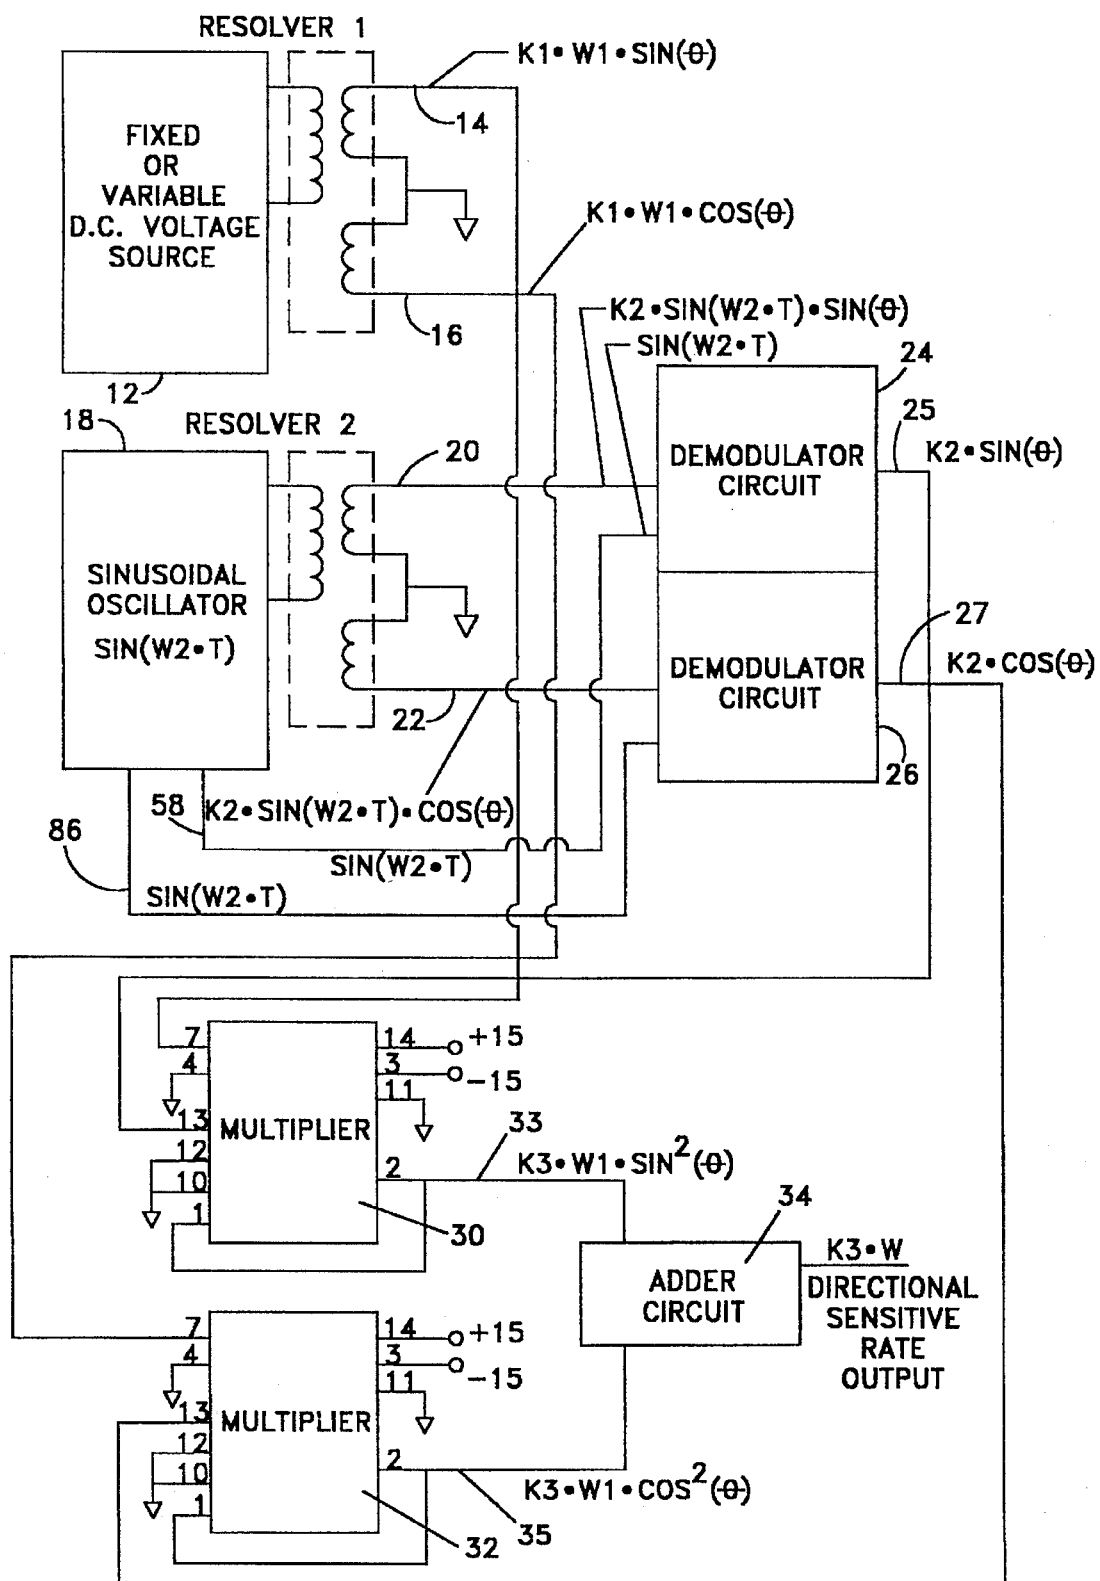 RESOLVER 1
K1•W1•SIN(θ)
14
FIXED
OR
VARIABLE
D.C. VOLTAGE
SOURCE
K1•W1•COS(θ)
16
12
K2•SIN(W2•T)•SIN(θ)
SIN(W2•T)
24
18
RESOLVER 2
20
25
K2•SIN(θ)
DEMODULATOR
CIRCUIT
SINUSOIDAL
OSCILLATOR
SIN(W2•T)
27
K2•COS(θ)
DEMODULATOR
CIRCUIT
22
26
58
K2•SIN(W2•T)•COS(θ)
86
SIN(W2•T)
SIN(W2•T)
7
14
+15
4
3
-15
11
13
MULTIPLIER
33
12
2
K3•W1•SIN²(θ)
10
1
30
34
K3•W
ADDER
CIRCUIT
DIRECTIONAL
SENSITIVE
RATE
OUTPUT
7
14
+15
4
3
-15
11
13
MULTIPLIER
12
2
10
K3•W1•COS²(θ)
1
32
35